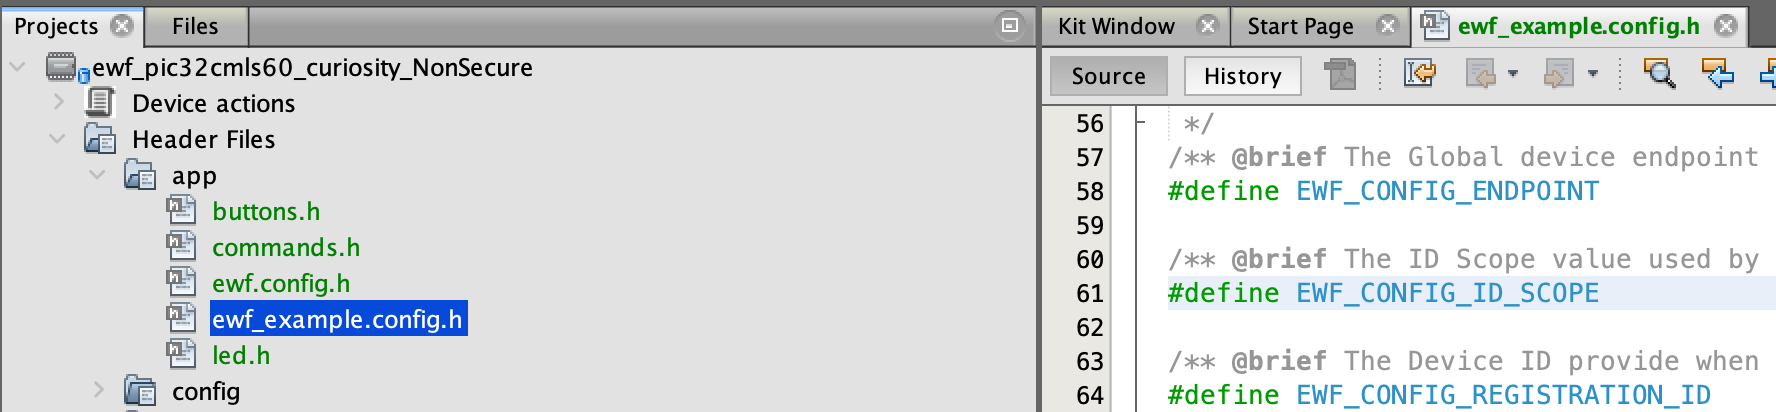 Projects
Files
ewf_pic32cmls60_curiosity_NonSecure
Device actions
Header Files
app
buttons.h
commands.h
ewf.config.h
ewf_example.config.h
led.h
config
Kit Window
Start Page
ewf_example.config.h
Source
History
56 */
57 /** @brief The Global device endpoint
58 #define EWF_CONFIG_ENDPOINT
59
60 /** @brief The ID Scope value used by
61 #define EWF_CONFIG_ID_SCOPE
62
63 /** @brief The Device ID provide when
64 #define EWF_CONFIG_REGISTRATION_ID